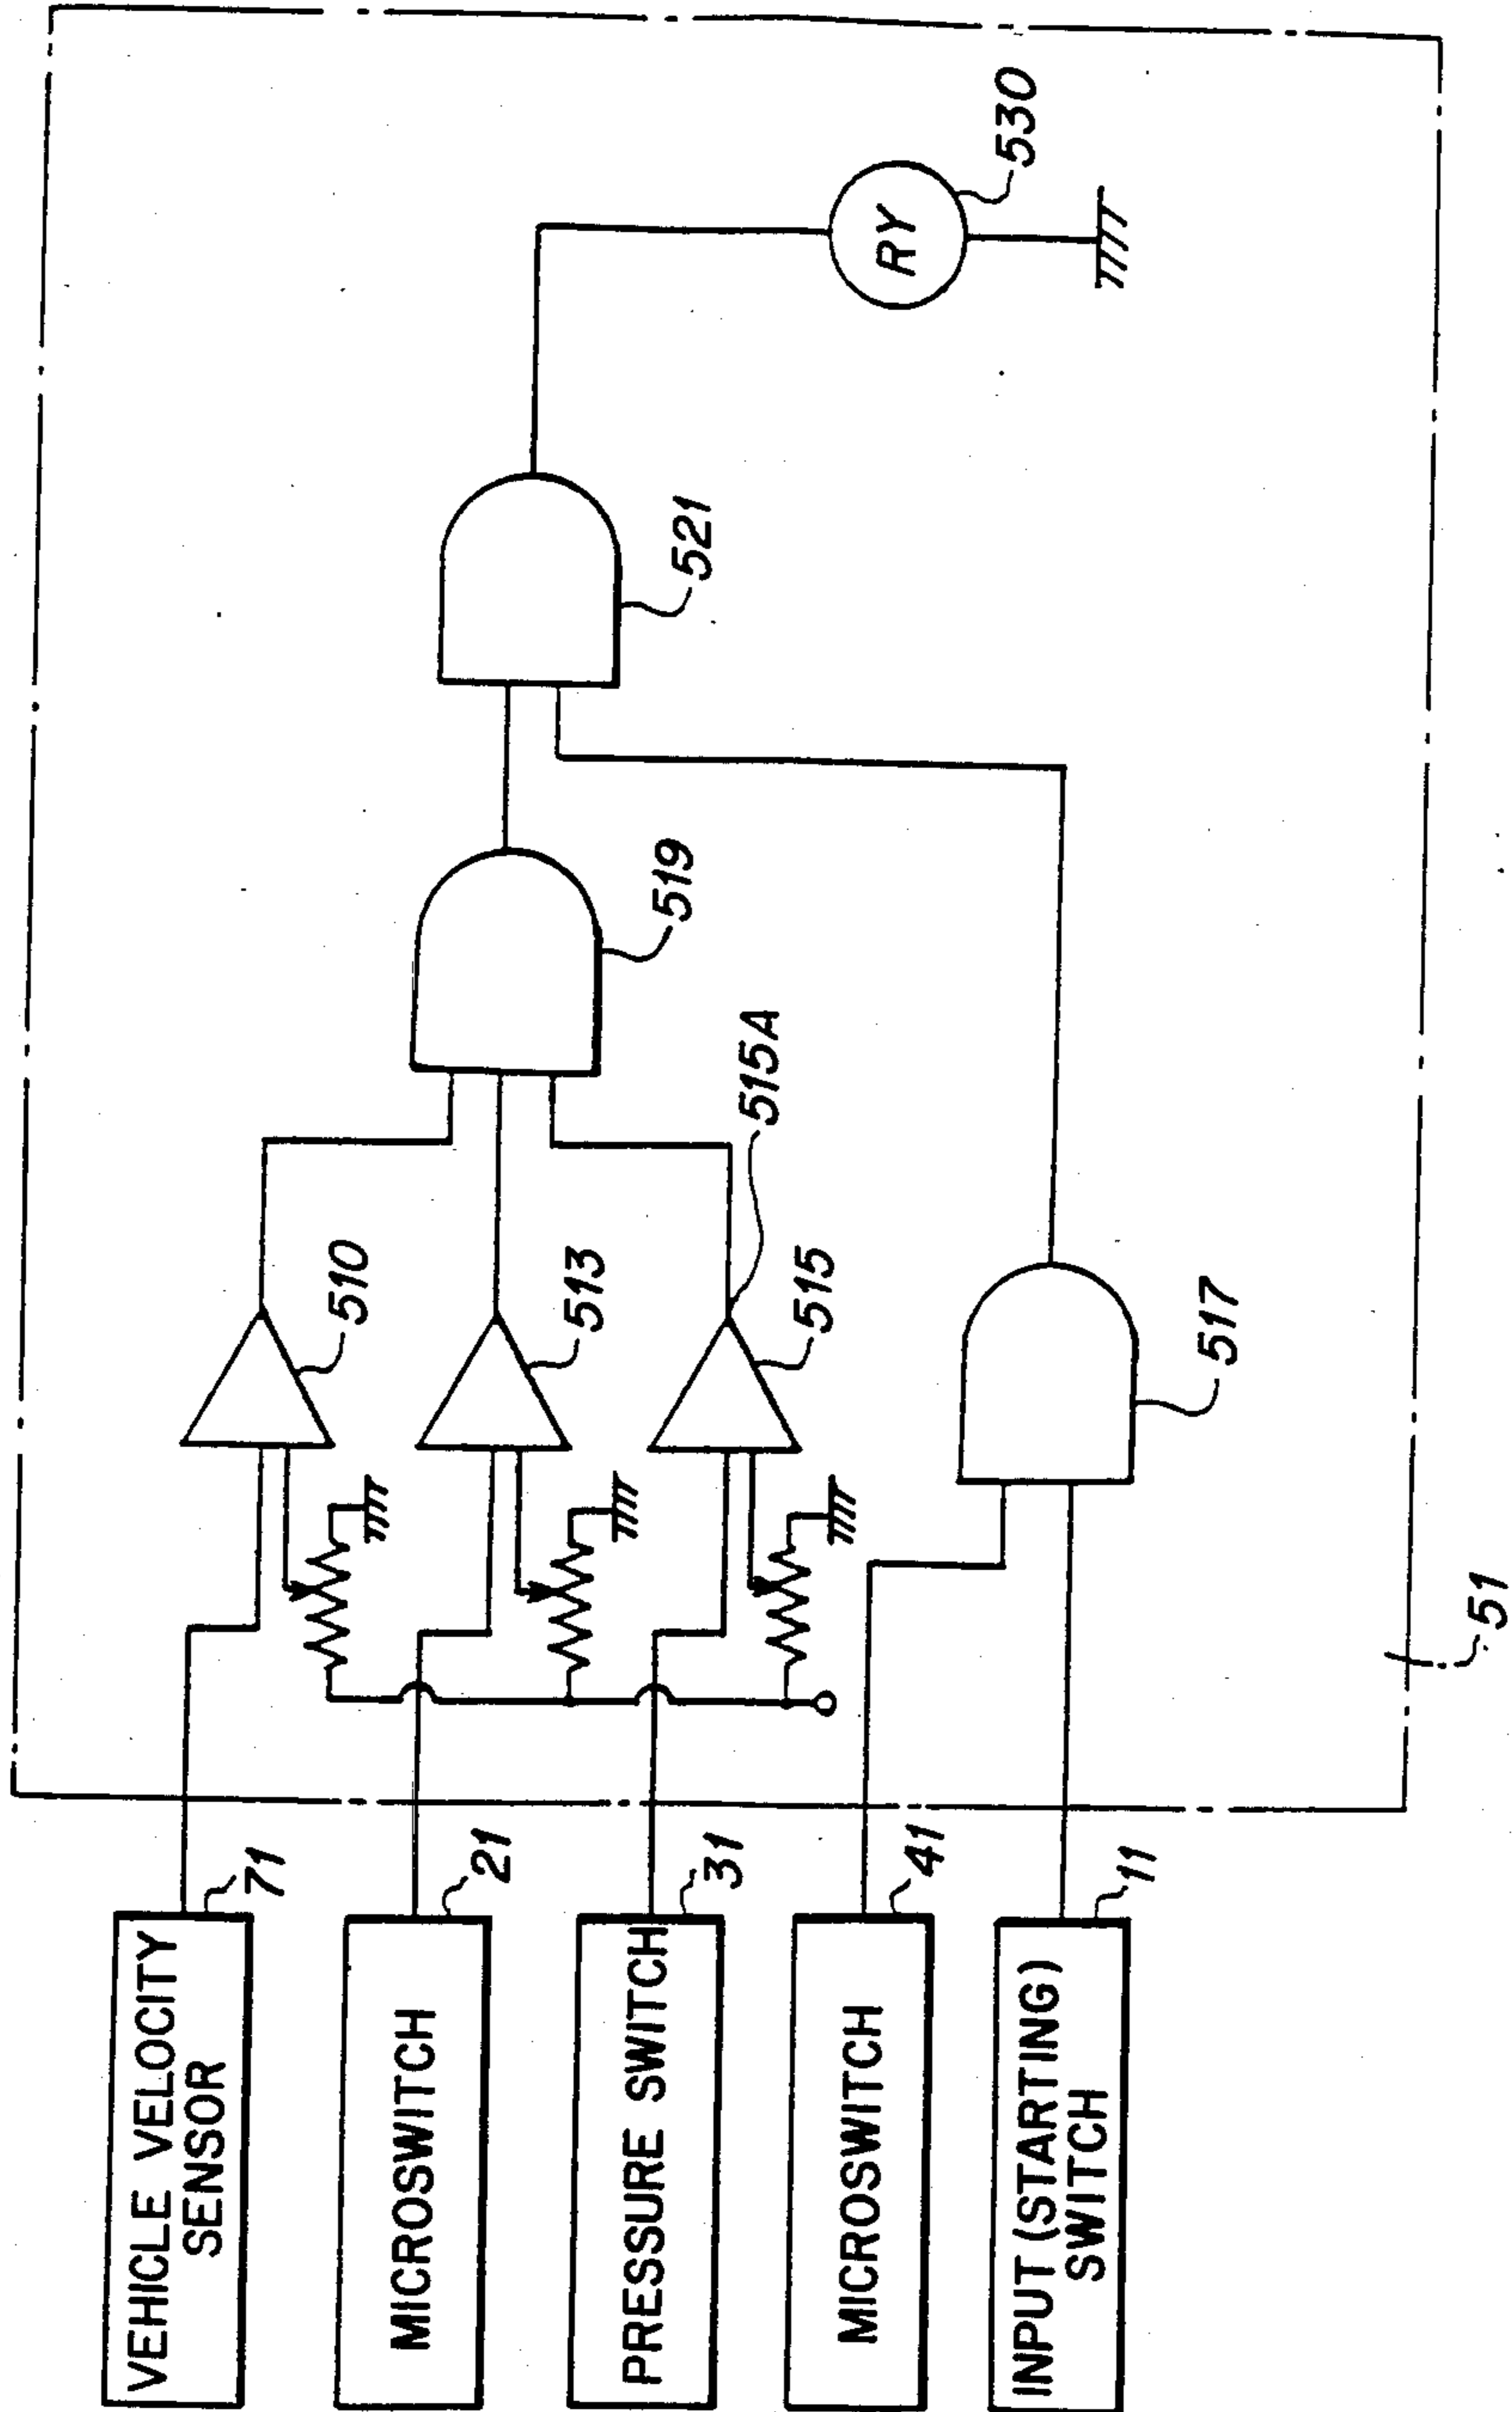 VEHICLE VELOCITY
SENSOR
71
MICROSWITCH
21
PRESSURE SWITCH
31
MICROSWITCH
41
INPUT (STARTING)
SWITCH
11
510
513
515
515A
517
519
521
RY
530
51